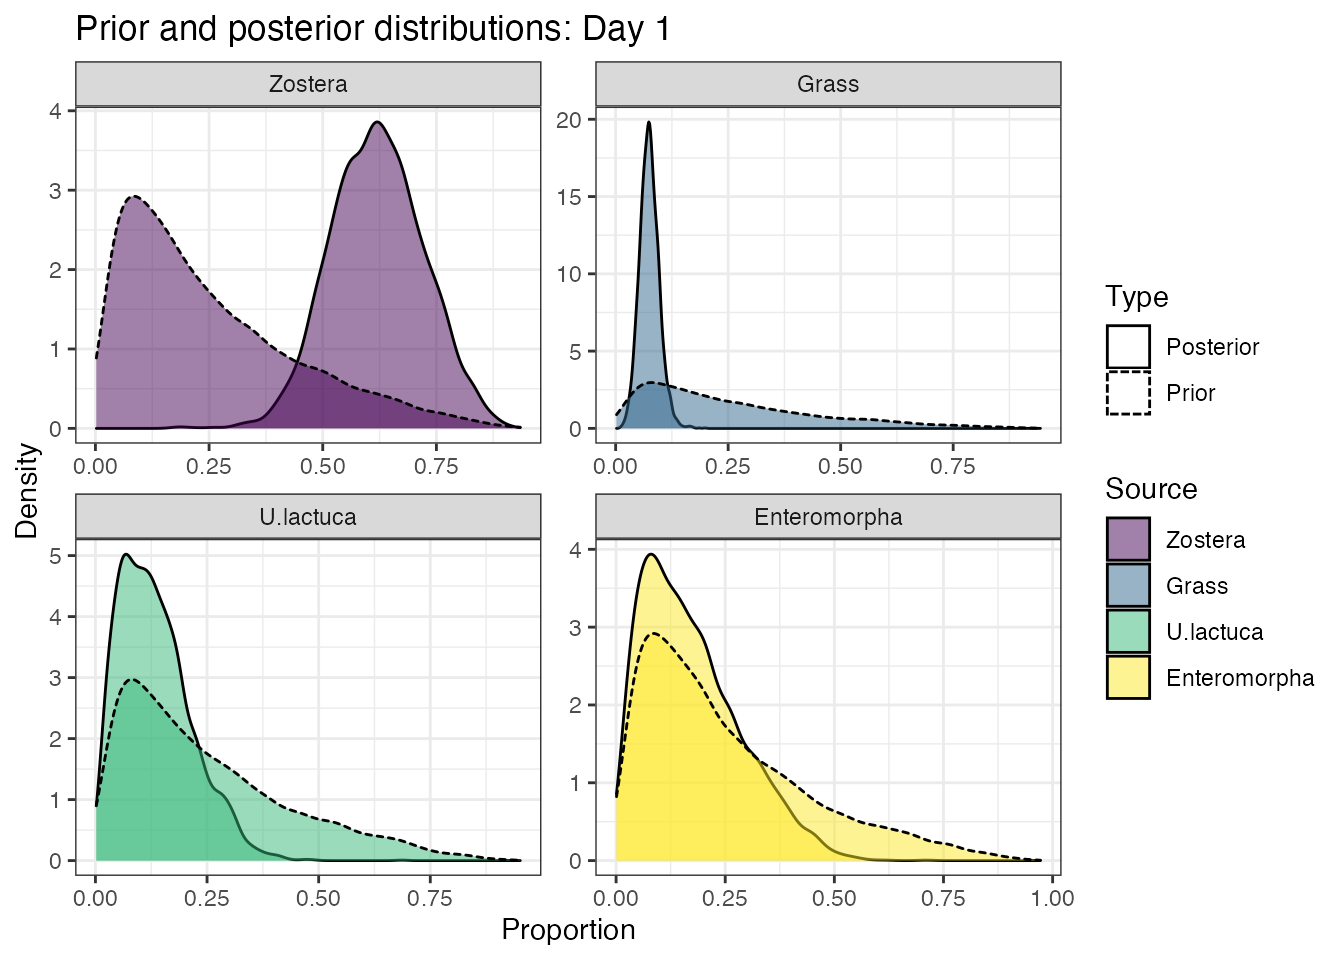 Prior and posterior distributions: Day 1
Zostera
Grass
4
3
2
1
0
20
15
10
5
0
0.00 0.25 0.50 0.75
0.00 0.25 0.50 0.75
U.lactuca
Enteromorpha
5
4
3
2
1
0
4
3
2
1
0
0.00 0.25 0.50 0.75
0.00 0.25 0.50 0.75 1.00
Density
Proportion
Type
Posterior
Prior
Source
Zostera
Grass
U.lactuca
Enteromorpha